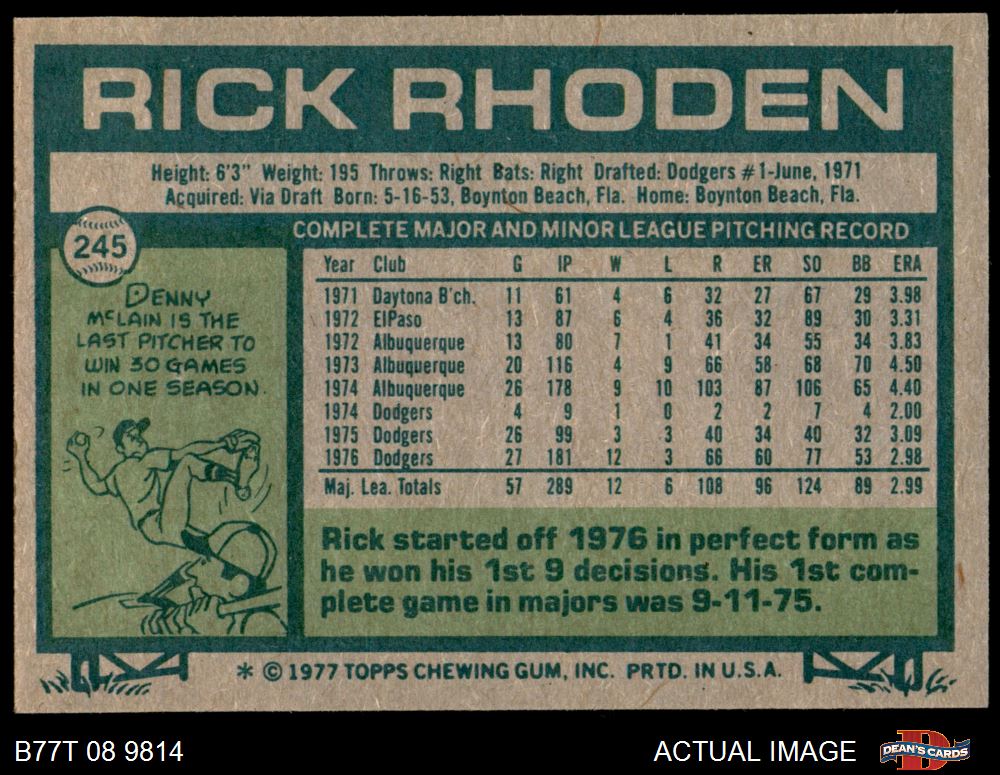 RICK RHODEN
Height: 6'3" Weight: 195 Throws: Right Bats: Right Drafted: Dodgers #1-June, 1971
Acquired: Via Draft Born: 5-16-53, Boynton Beach, Fla. Home: Boynton Beach, Fla.
245
DENNY
McLAIN IS THE
LAST PITCHER TO
WIN 30 GAMES
IN ONE SEASON.
COMPLETE MAJOR AND MINOR LEAGUE PITCHING RECORD
Year Club G IP W L R ER SO BB ERA
1971 Daytona B'ch. 11 61 4 6 32 27 67 29 3.98
1972 ElPaso 13 87 6 4 36 32 89 30 3.31
1972 Albuquerque 13 80 7 1 41 34 55 34 3.83
1973 Albuquerque 20 116 4 9 66 58 68 70 4.50
1974 Albuquerque 26 178 9 10 103 87 106 65 4.40
1974 Dodgers 4 9 1 0 2 2 7 4 2.00
1975 Dodgers 26 99 3 3 40 34 40 32 3.09
1976 Dodgers 27 181 12 3 66 60 77 53 2.98
Maj. Lea. Totals 57 289 12 6 108 96 124 89 2.99
Rick started off 1976 in perfect form as
he won his 1st 9 decisions. His 1st com-
plete game in majors was 9-11-75.
* © 1977 TOPPS CHEWING GUM, INC. PRTD. IN U.S.A.
B77T 08 9814
ACTUAL IMAGE
D
DEAN'S CARDS